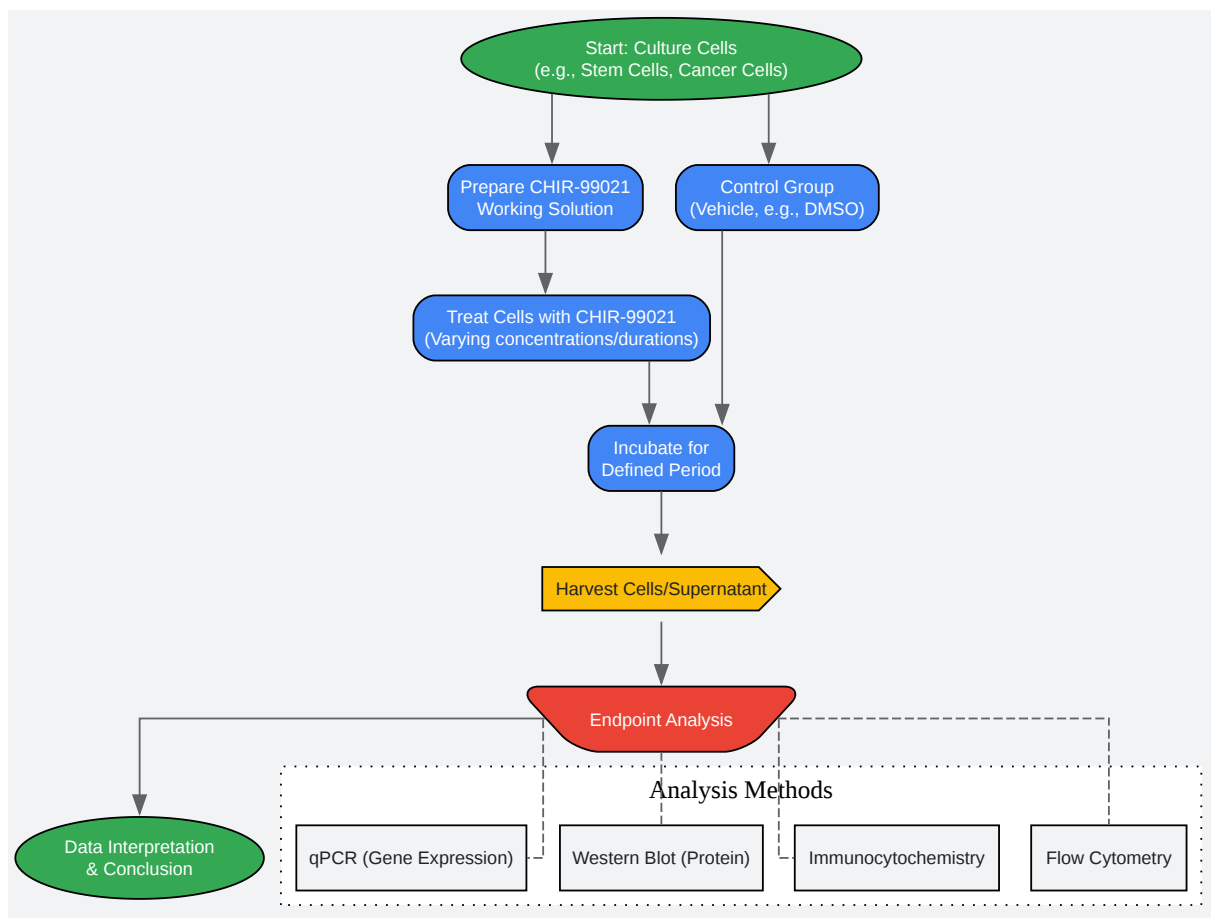 Start: Culture Cells
(e.g., Stem Cells, Cancer Cells)
Prepare CHIR-99021
Working Solution
Control Group
(Vehicle, e.g., DMSO)
Treat Cells with CHIR-99021
(Varying concentrations/durations)
Incubate for
Defined Period
Harvest Cells/Supernatant
Endpoint Analysis
Analysis Methods
Data Interpretation
& Conclusion
qPCR (Gene Expression)
Western Blot (Protein)
Immunocytochemistry
Flow Cytometry